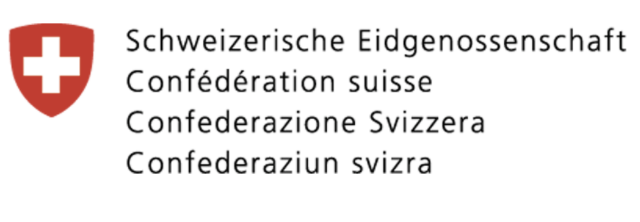 Schweizerische Eidgenossenschaft
Confédération suisse
Confederazione Svizzera
Confederaziun svizra